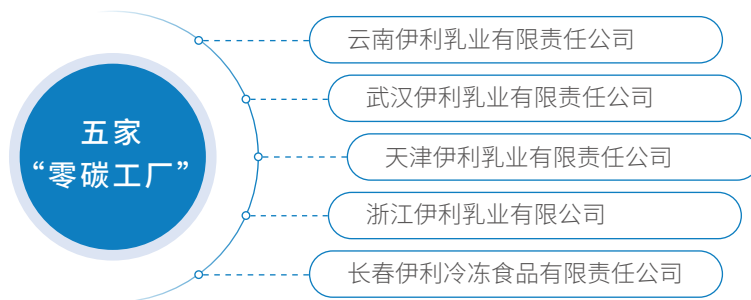 五家
“零碳工厂”
云南伊利乳业有限责任公司
武汉伊利乳业有限责任公司
天津伊利乳业有限责任公司
浙江伊利乳业有限公司
长春伊利冷冻食品有限责任公司